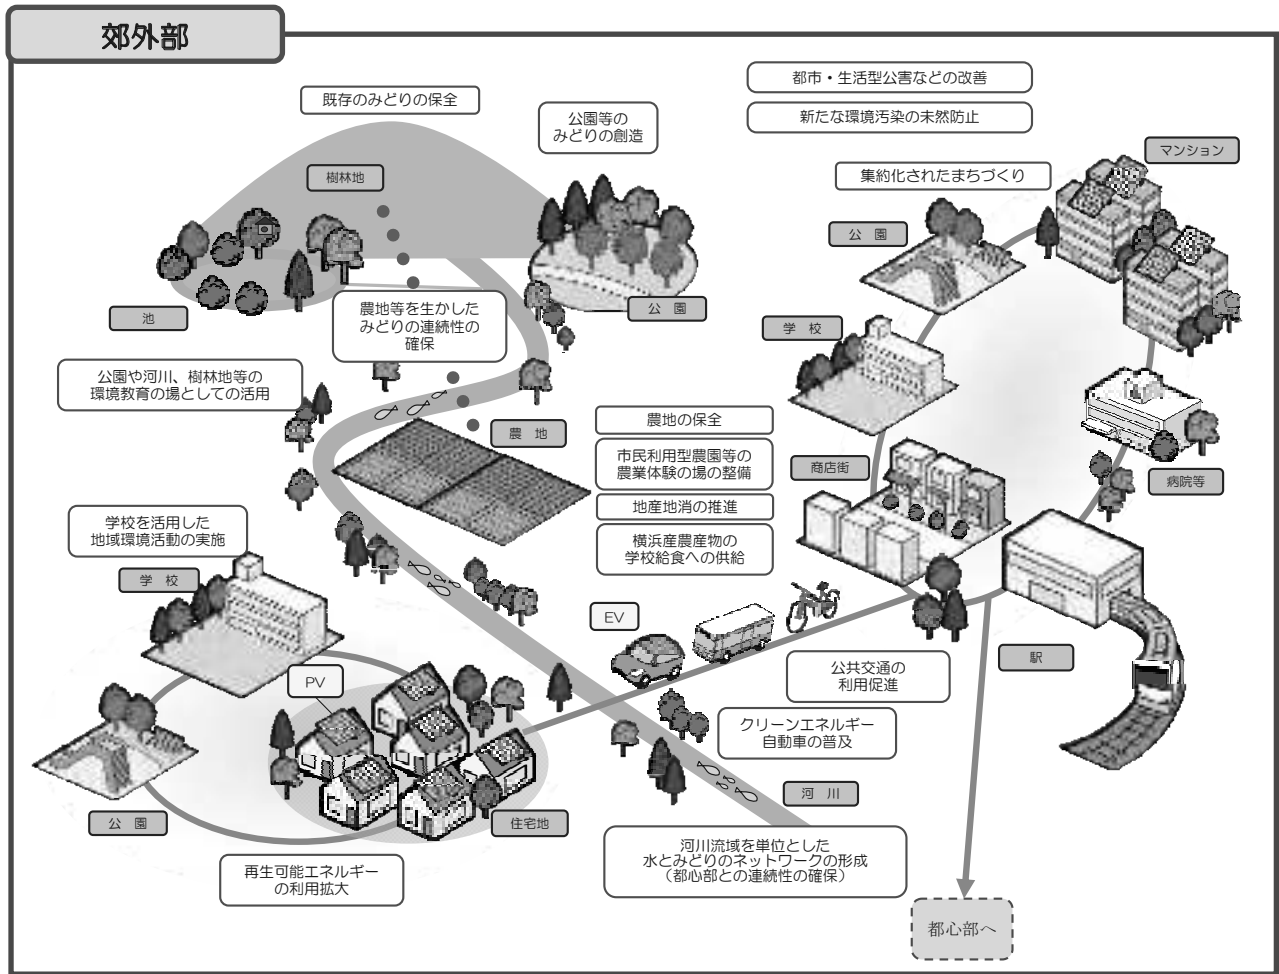 郊外部
都市・生活型公害などの改善
既存のみどりの保全
公園等の
みどりの創造
新たな環境汚染の未然防止
マンション
集約化されたまちづくり
樹林地
公 園
池
農地等を生かした
みどりの連続性の
確保
公 園
学 校
公園や河川、樹林地等の
環境教育の場としての活用
農 地
農地の保全
市民利用型農園等の
農業体験の場の整備
地産地消の推進
横浜産農産物の
学校給食への供給
商店街
病院等
学校を活用した
地域環境活動の実施
学 校
EV
駅
公共交通の
利用促進
PV
クリーンエネルギー
自動車の普及
河 川
公 園
住宅地
再生可能エネルギー
の利用拡大
河川流域を単位とした
水とみどりのネットワークの形成
（都心部との連続性の確保）
都心部へ